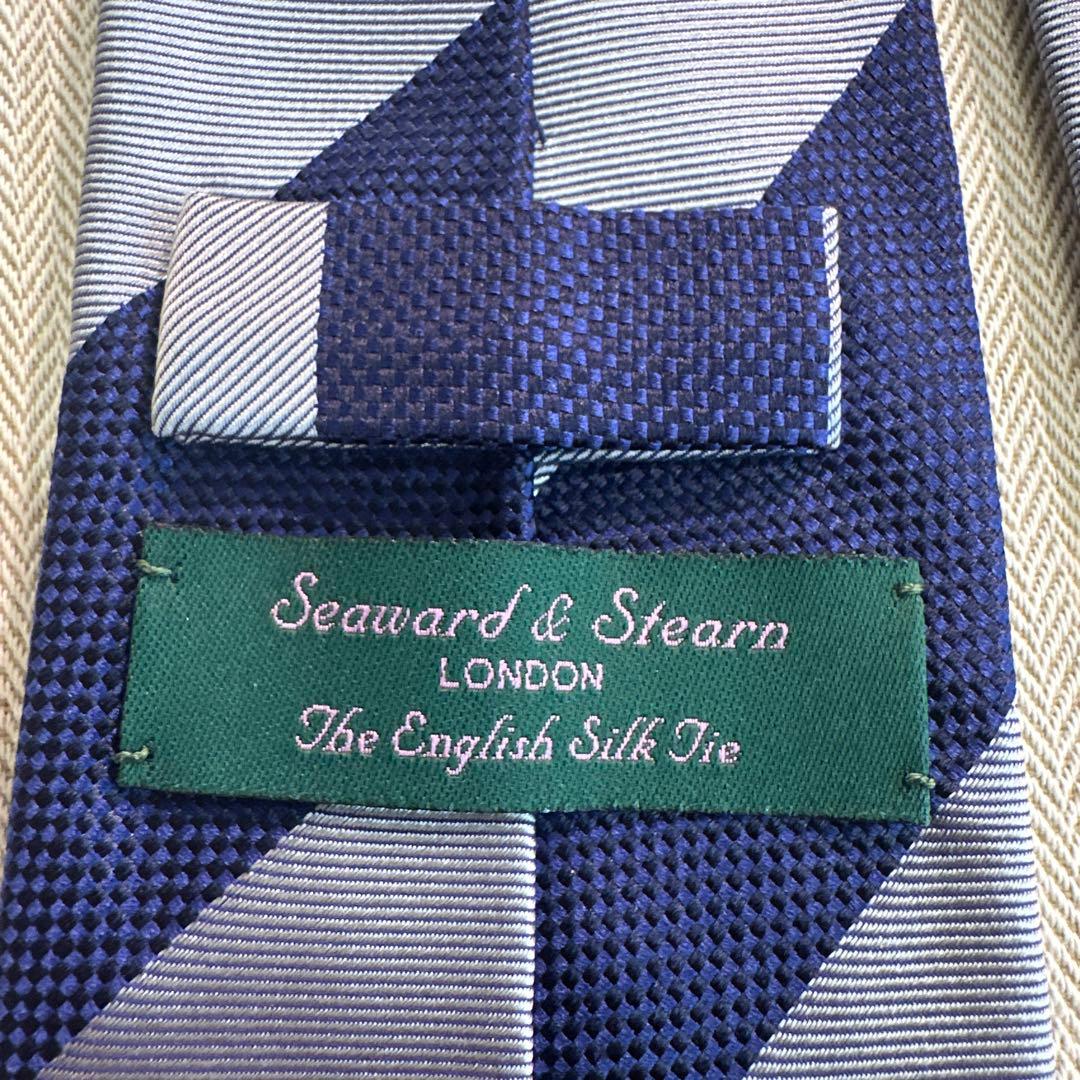 Seaward & Stearn
LONDON
The English Silk Tie